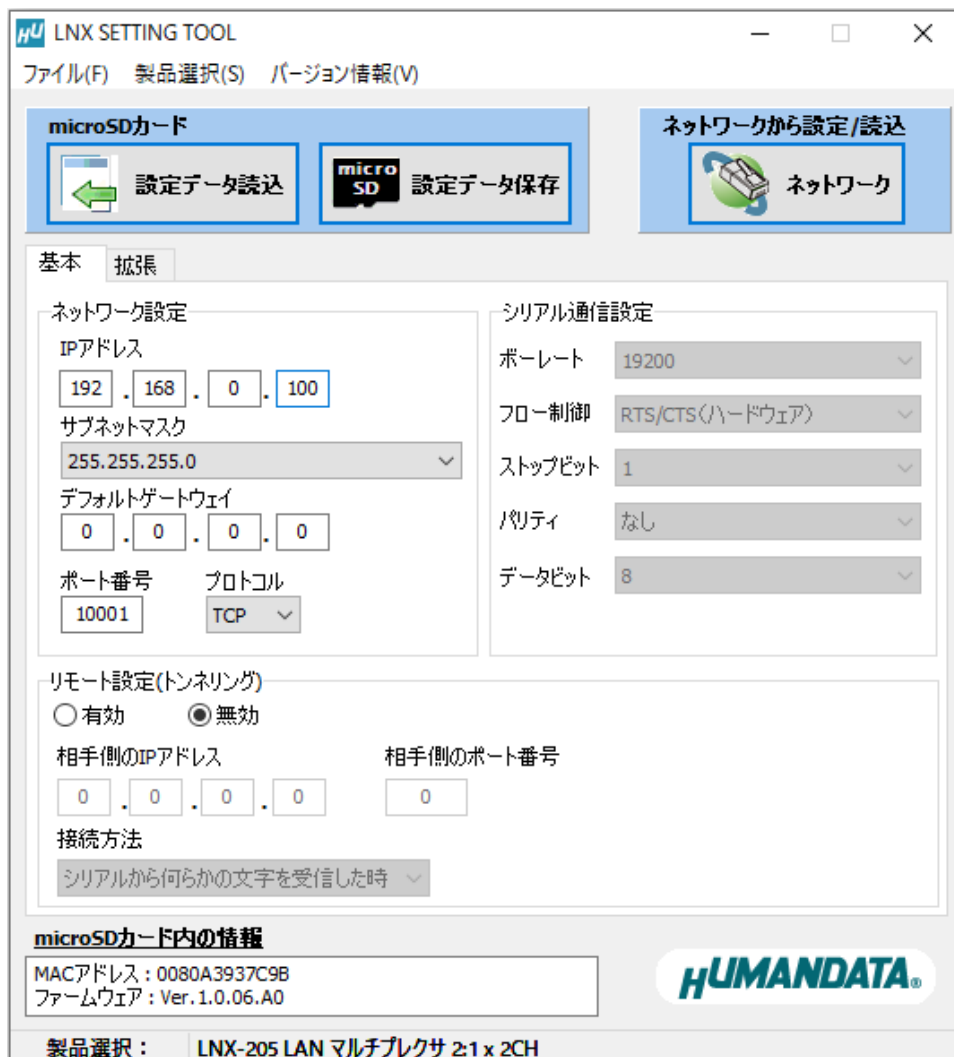 HU LNX SETTING TOOL
ファイル(F) 製品選択(S) バージョン情報(V)
microSDカード
設定データ読込
micro SD 設定データ保存
ネットワークから設定/読込
ネットワーク
基本 拡張
ネットワーク設定
IPアドレス
192 . 168 . 0 . 100
サブネットマスク
255.255.255.0
デフォルトゲートウェイ
0 . 0 . 0 . 0
ポート番号 プロトコル
10001 TCP
シリアル通信設定
ボーレート 19200
フロー制御 RTS/CTS(ハードウェア)
ストップビット 1
パリティ なし
データビット 8
リモート設定(トンネリング)
有効 無効
相手側のIPアドレス 相手側のポート番号
0 . 0 . 0 . 0 0
接続方法
シリアルから何らかの文字を受信した時
microSDカード内の情報
MACアドレス : 0080A3937C9B
ファームウェア : Ver.1.0.06.A0
HUMANDATA®
製品選択： LNX-205 LAN マルチプレクサ 2:1 x 2CH